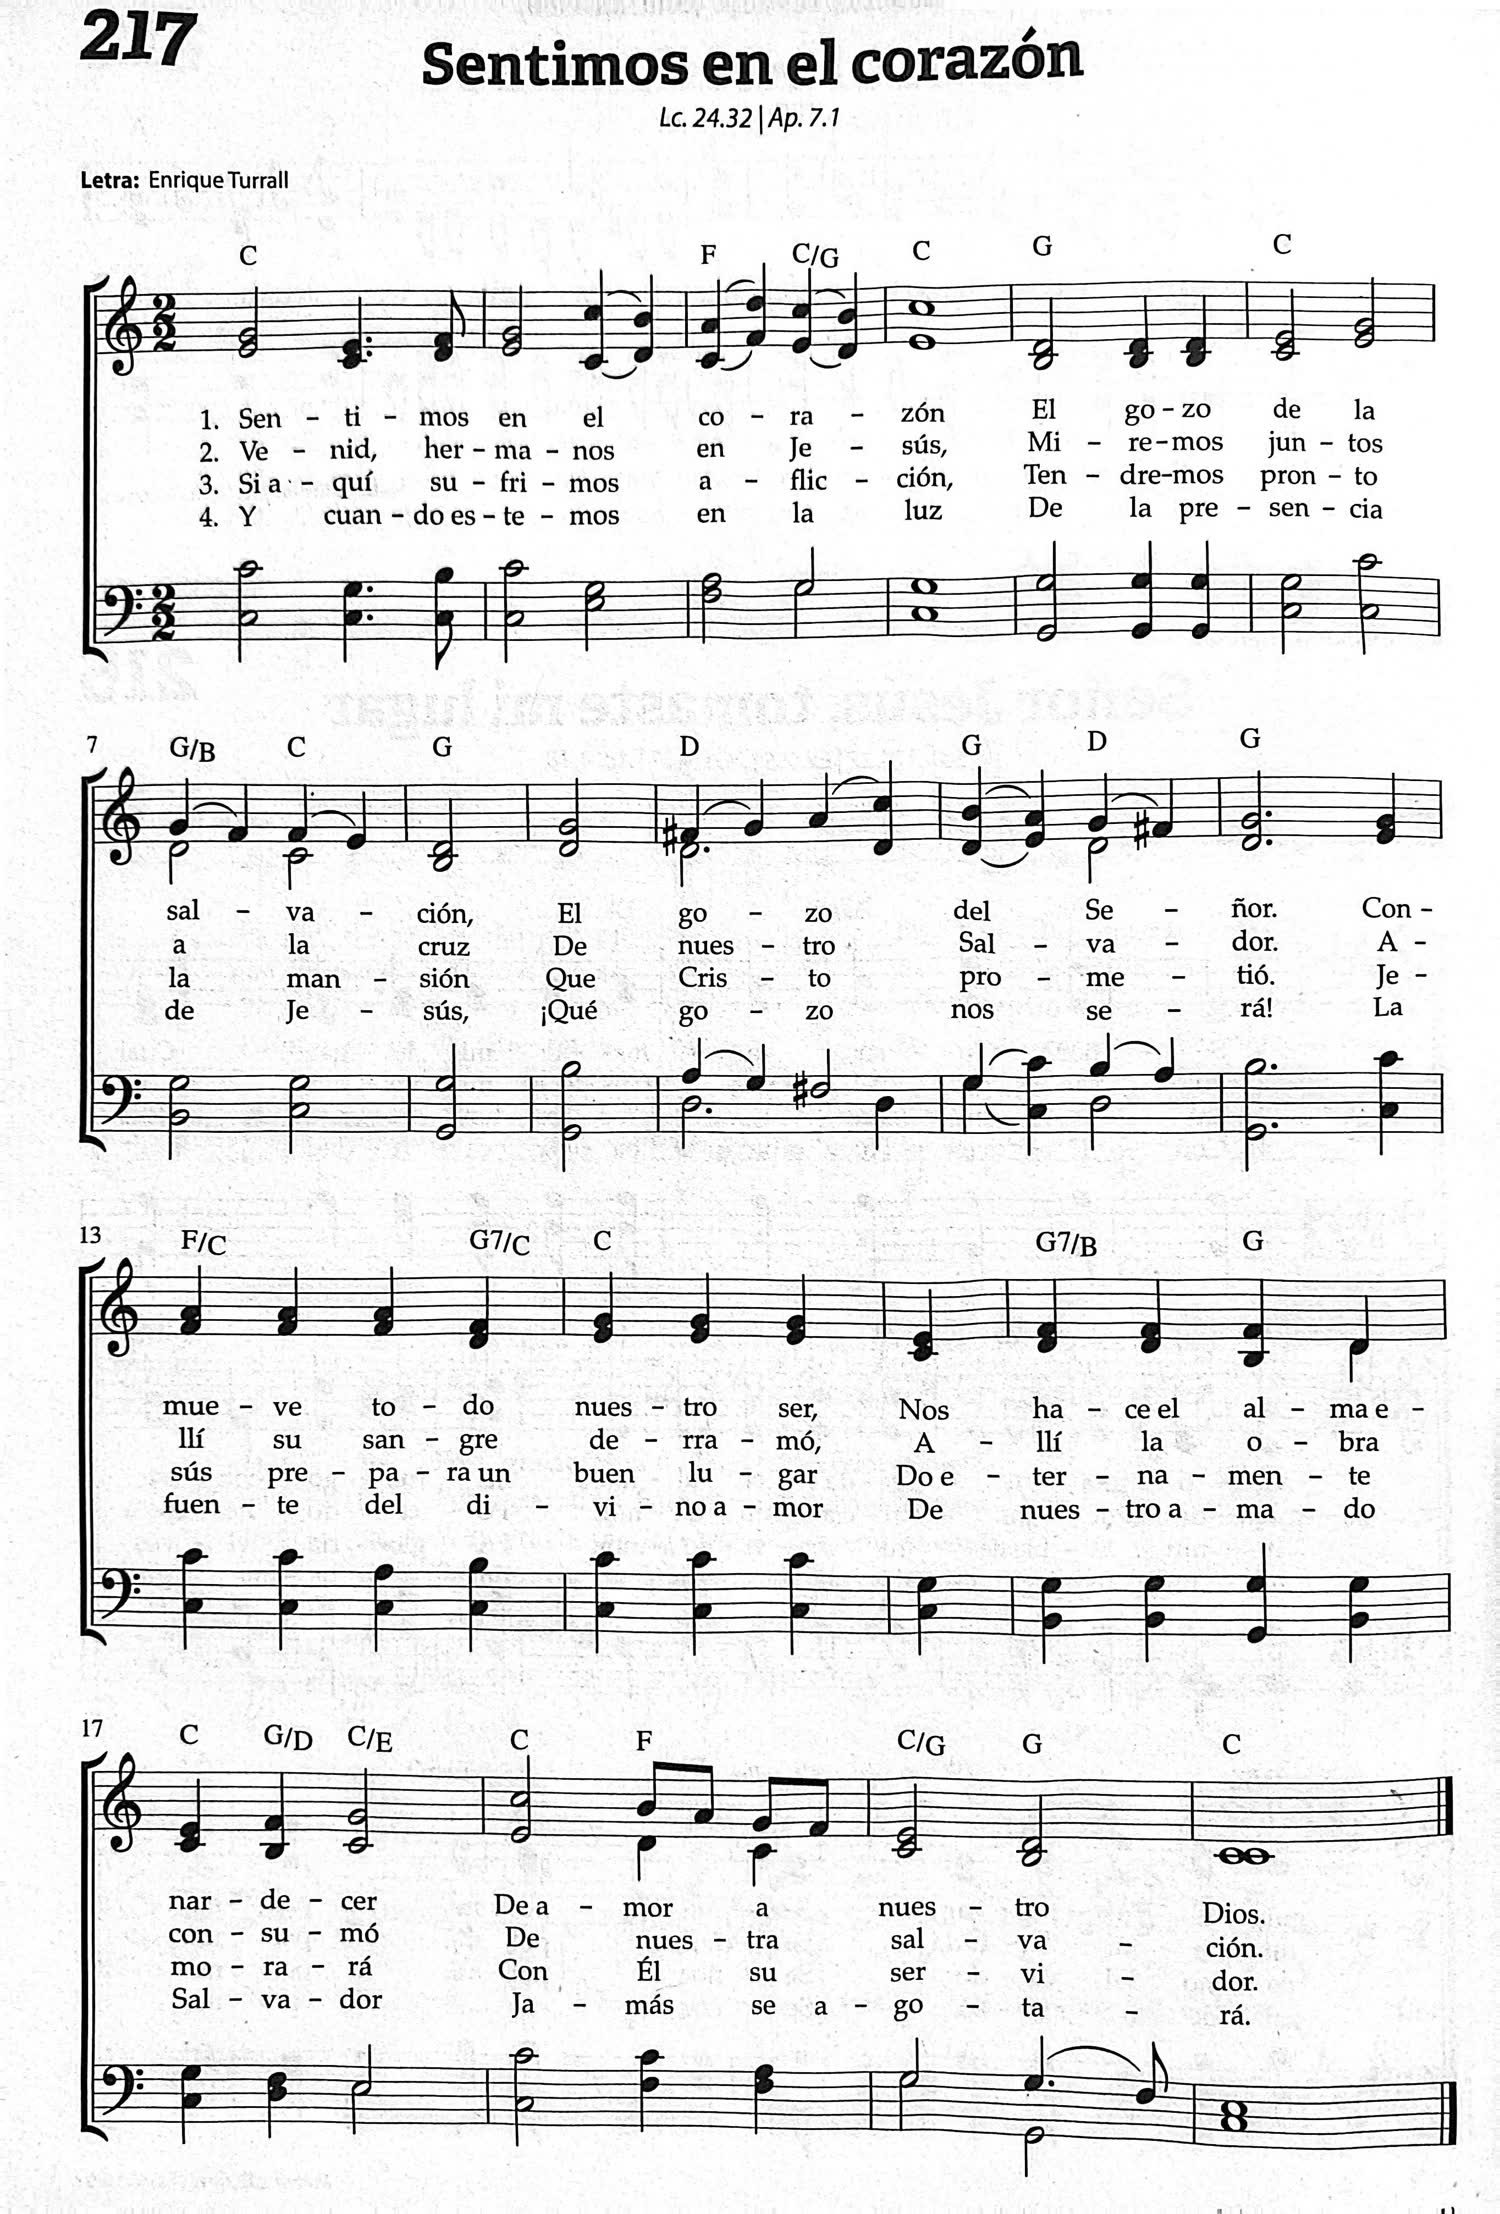 217
Sentimos en el corazón
Lc. 24.32 | Ap. 7.1
Letra: Enrique Turrall
C F C/G C G C
1. Sen - ti - mos en el co - ra - zón El go - zo de la
2. Ve - nid, her - ma - nos en Je - sús, Mi - re - mos jun - tos
3. Si a - quí su - fri - mos a - flic - ción, Ten - dre - mos pron - to
4. Y cuan - do es - te - mos en la luz De la pre - sen - cia
7 G/B C G D G D G
sal - va - ción, El go - zo del Se - ñor. Con -
a la cruz De nues - tro Sal - va - dor. A -
la man - sión Que Cris - to pro - me - tió. Je -
de Je - sús, ¡Qué go - zo nos se - rá! La
13 F/C G7/C C G7/B G
mue - ve to - do nues - tro ser, Nos ha - ce el al - ma e -
llí su san - gre de - rra - mó, A - llí la o - bra
sús pre - pa - ra un buen lu - gar Do e - ter - na - men - te
fuen - te del di - vi - no a - mor De nues - tro a - ma - do
17 C G/D C/E C F C/G G C
nar - de - cer De a - mor a nues - tro Dios.
con - su - mó De nues - tra sal - va - ción.
mo - ra - rá Con Él su ser - vi - dor.
Sal - va - dor Ja - más se a - go - ta - rá.